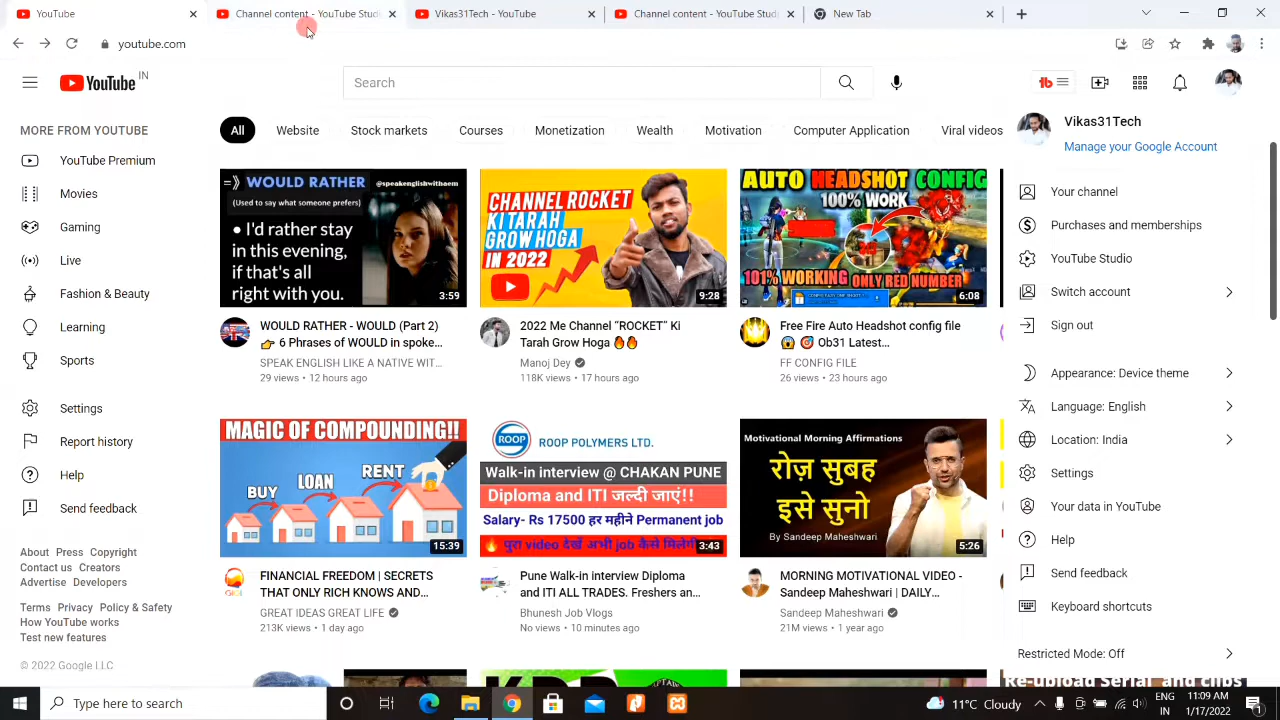 YouTube
Channel content - YouTube Studio
Vikas31Tech - YouTube
Channel content - YouTube Studio
New Tab
youtube.com
YouTube IN
Search
MORE FROM YOUTUBE
YouTube Premium
Movies
Gaming
Live
Fashion & Beauty
Learning
Sports
Settings
Report history
Help
Send feedback
About Press Copyright
Contact us Creators
Advertise Developers
Terms Privacy Policy & Safety
How YouTube works
Test new features
© 2022 Google LLC
All Website Stock markets Courses Monetization Wealth Motivation Computer Application Viral videos
WOULD RATHER @speakenglishwithaem
(Used to say what someone prefers)
• I'd rather stay
in this evening,
if that's all
right with you.
3:59
WOULD RATHER - WOULD (Part 2)
👉 6 Phrases of WOULD in spoke...
SPEAK ENGLISH LIKE A NATIVE WIT...
29 views • 12 hours ago
CHANNEL ROCKET
KI TARAH
GROW HOGA
IN 2022
9:28
2022 Me Channel “ROCKET” Ki
Tarah Grow Hoga 🔥🔥
Manoj Dey
118K views • 17 hours ago
AUTO HEADSHOT CONFIG
100% WORK
101% WORKING ONLY RED NUMBER
6:08
Free Fire Auto Headshot config file
😱 🎯 Ob31 Latest...
FF CONFIG FILE
26 views • 23 hours ago
MAGIC OF COMPOUNDING!!
BUY LOAN RENT
15:39
FINANCIAL FREEDOM | SECRETS
THAT ONLY RICH KNOWS AND...
GREAT IDEAS GREAT LIFE
213K views • 1 day ago
ROOP ROOP POLYMERS LTD.
Walk-in interview @ CHAKAN PUNE
Diploma and ITI जल्दी जाएं!!
Salary- Rs 17500 हर महीने Permanent job
🔥 पुरा video देखें अभी job कैसे मिलेगी
3:43
Pune Walk-in interview Diploma
and ITI ALL TRADES. Freshers an...
Bhunesh Job Vlogs
No views • 10 minutes ago
Motivational Morning Affirmations
रोज़ सुबह
इसे सुनो
By Sandeep Maheshwari
5:26
MORNING MOTIVATIONAL VIDEO -
Sandeep Maheshwari | DAILY...
Sandeep Maheshwari
21M views • 1 year ago
Vikas31Tech
Manage your Google Account
Your channel
Purchases and memberships
YouTube Studio
Switch account
Sign out
Appearance: Device theme
Language: English
Location: India
Settings
Your data in YouTube
Help
Send feedback
Keyboard shortcuts
Restricted Mode: Off
Re-Upload Serial and clips
Type here to search
11°C Cloudy
ENG
IN
11:09 AM
1/17/2022